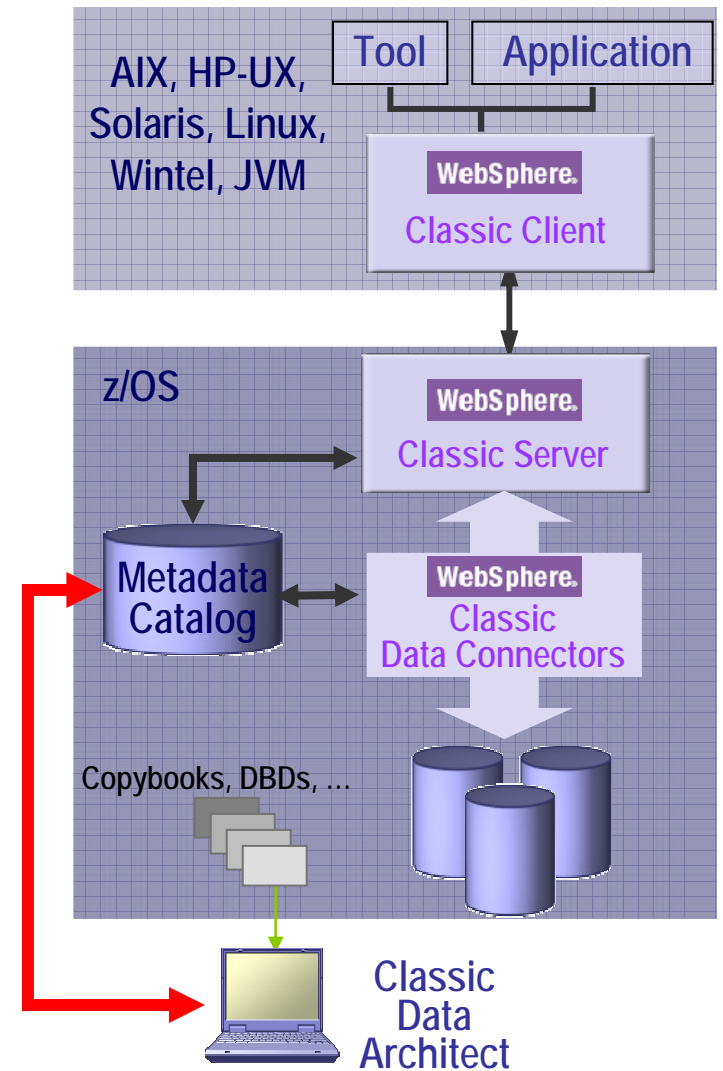 Tool
Application
AIX, HP-UX,
Solaris, Linux,
Wintel, JVM
WebSphere.
Classic Client
z/OS
WebSphere.
Classic Server
Metadata
Catalog
WebSphere.
Classic
Data Connectors
Copybooks, DBDs, ...
Classic
Data
Architect